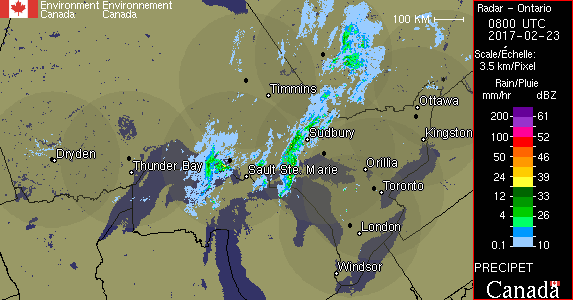 Environment Environnement
Canada Canada
100 KM
Timmins
Ottawa
Sudbury
Kingston
Dryden
Thunder Bay
Sault Ste. Marie
Orillia
Toronto
London
Windsor
Radar - Ontario
0800 UTC
2017-02-23
Scale/Échelle:
3.5 km/Pixel
Rain/Pluie
mm/hr dBZ
200 61
100 52
50 46
24 39
12 33
4 26
0.1 10
PRECIPET
Canada